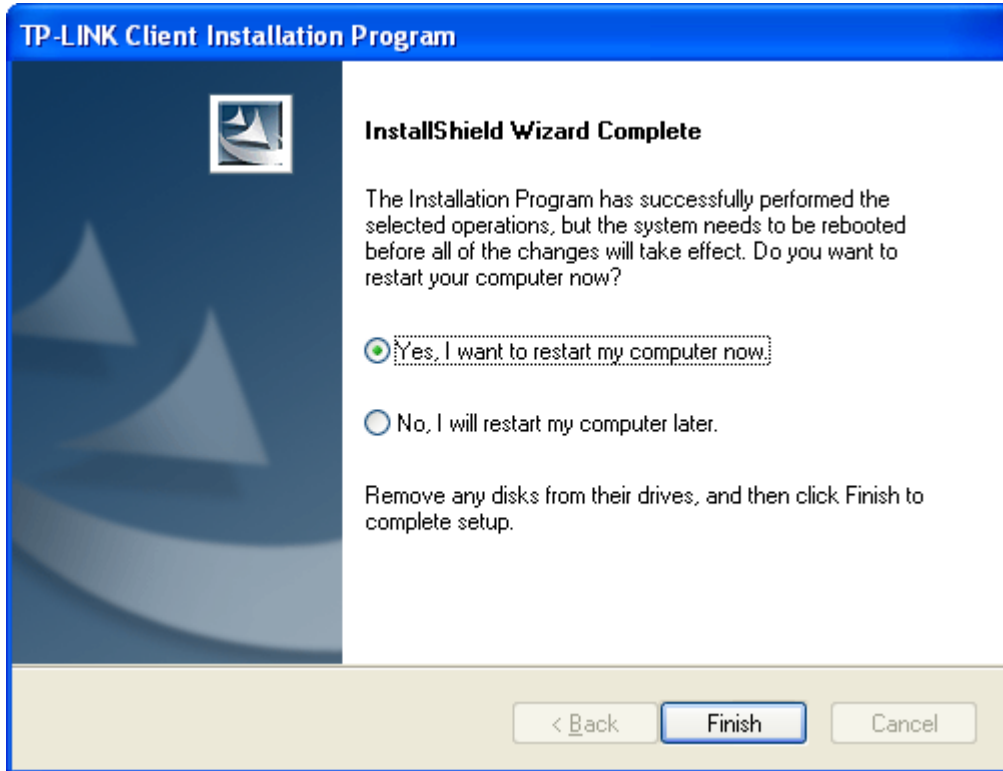 TP-LINK Client Installation Program
InstallShield Wizard Complete
The Installation Program has successfully performed the
selected operations, but the system needs to be rebooted
before all of the changes will take effect. Do you want to
restart your computer now?
Yes, I want to restart my computer now.
No, I will restart my computer later.
Remove any disks from their drives, and then click Finish to
complete setup.
< Back Finish Cancel